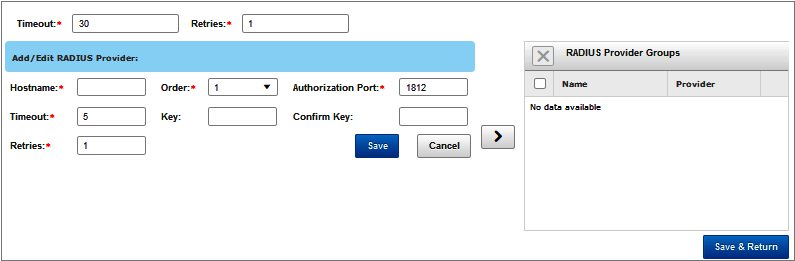 Timeout:* 30 Retries:* 1
Add/Edit RADIUS Provider:
Hostname:* Order:* 1 Authorization Port:* 1812
Timeout:* 5 Key: Confirm Key:
Retries:* 1 Save Cancel
RADIUS Provider Groups
Name Provider
No data available
Save & Return